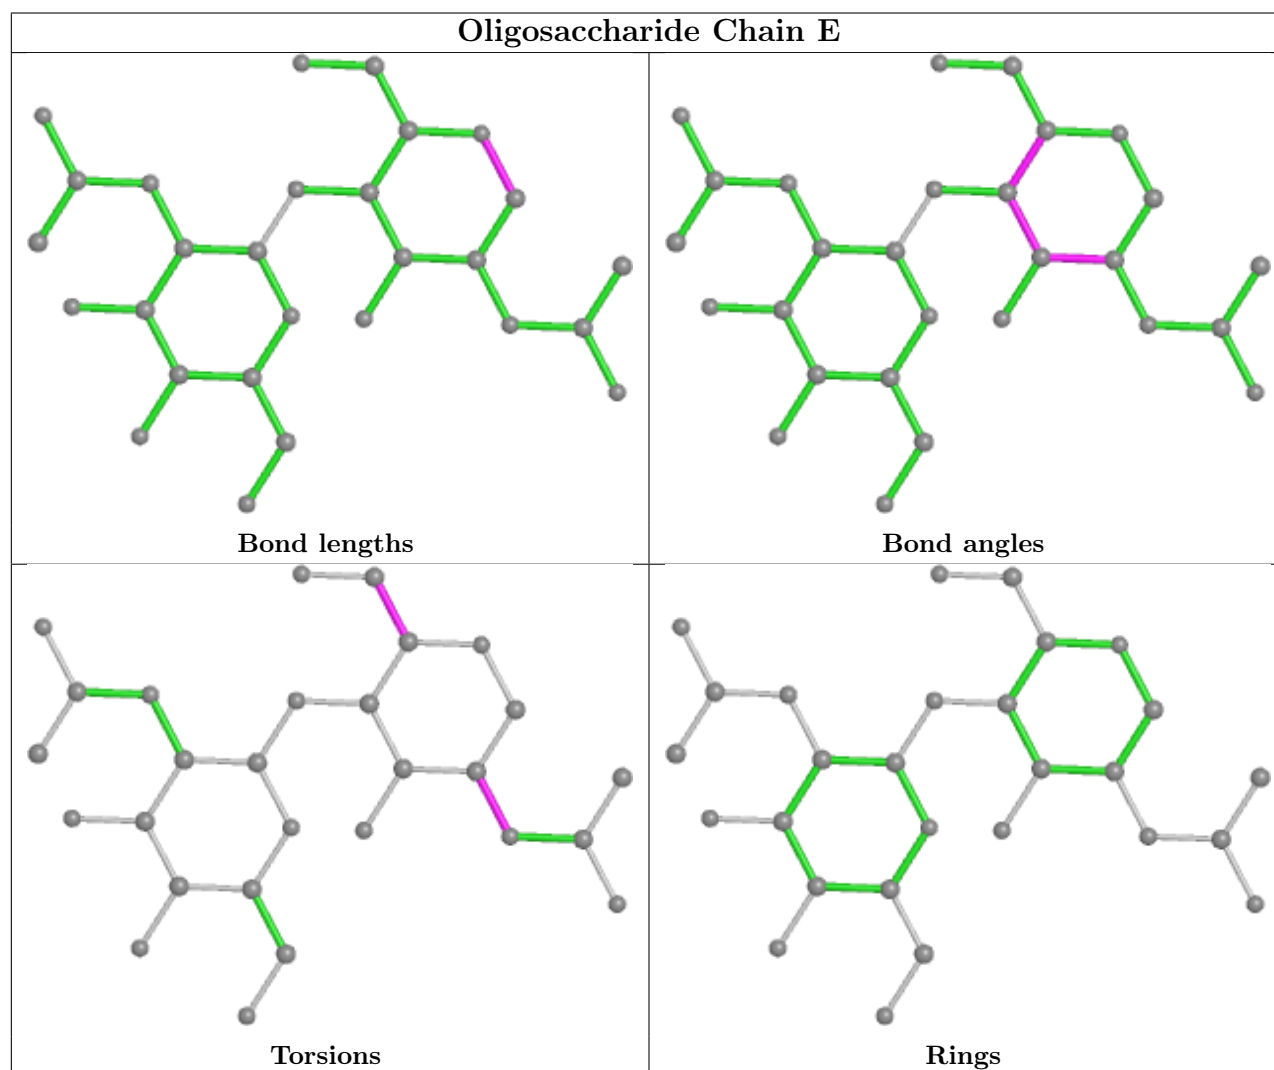 Oligosaccharide Chain E
Bond lengths
Bond angles
Torsions
Rings